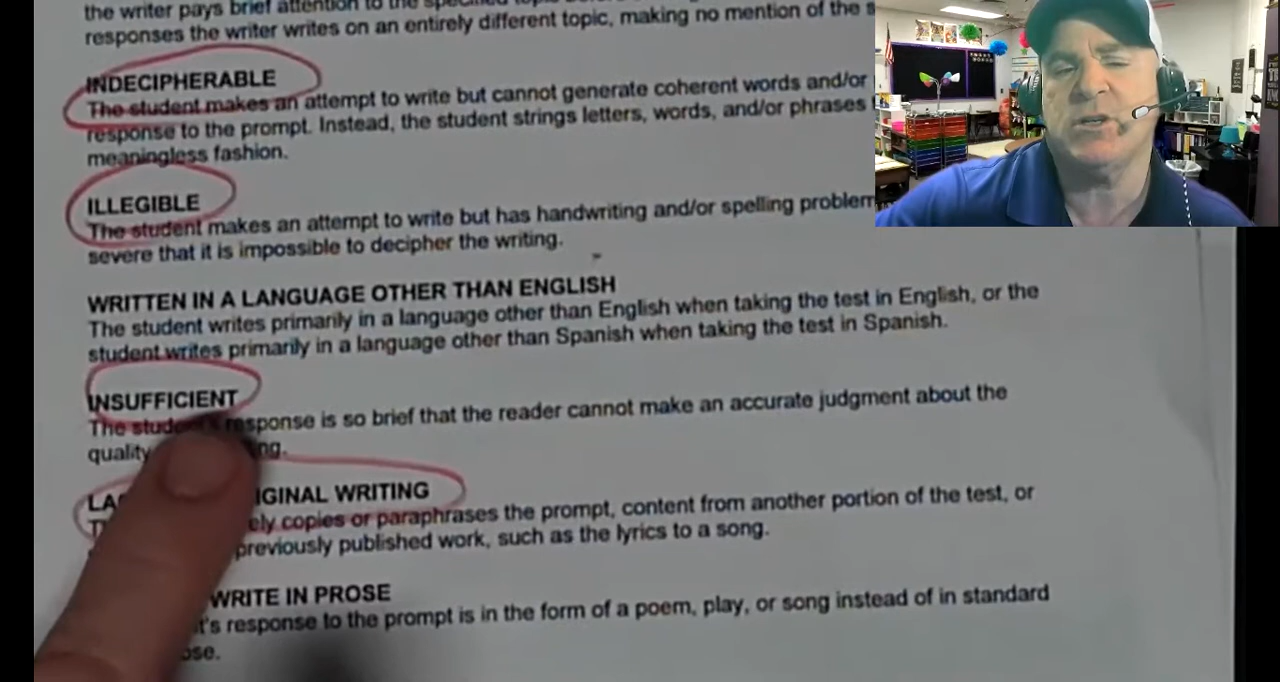 the writer pays brief attention to the
responses the writer writes on an entirely different topic, making no mention of the
INDECIPHERABLE
The student makes an attempt to write but cannot generate coherent words and/or
response to the prompt. Instead, the student strings letters, words, and/or phrases
meaningless fashion.
ILLEGIBLE
The student makes an attempt to write but has handwriting and/or spelling
severe that it is impossible to decipher the writing.
WRITTEN IN A LANGUAGE OTHER THAN ENGLISH
The student writes primarily in a language other than English when taking the test in English, or the
student writes primarily in a language other than Spanish when taking the test in Spanish.
INSUFFICIENT
The response is so brief that the reader cannot make an accurate judgment about the
quality
ORIGINAL WRITING
copies or paraphrases the prompt, content from another portion of the test, or
previously published work, such as the lyrics to a song.
WRITE IN PROSE
response to the prompt is in the form of a poem, play, or song instead of in standard